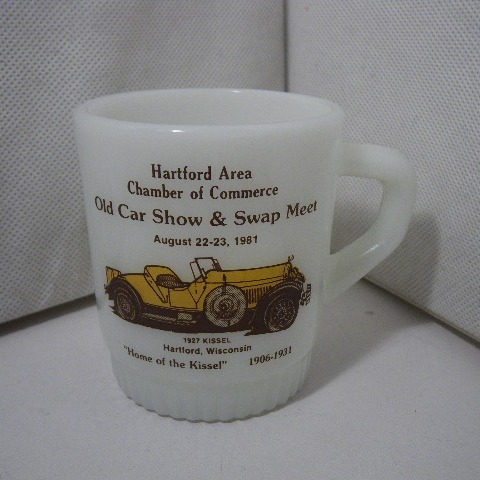 Hartford Area
Chamber of Commerce
Old Car Show & Swap Meet
August 22-23, 1981
1927 KISSEL
Hartford, Wisconsin
"Home of the Kissel" 1906-1931